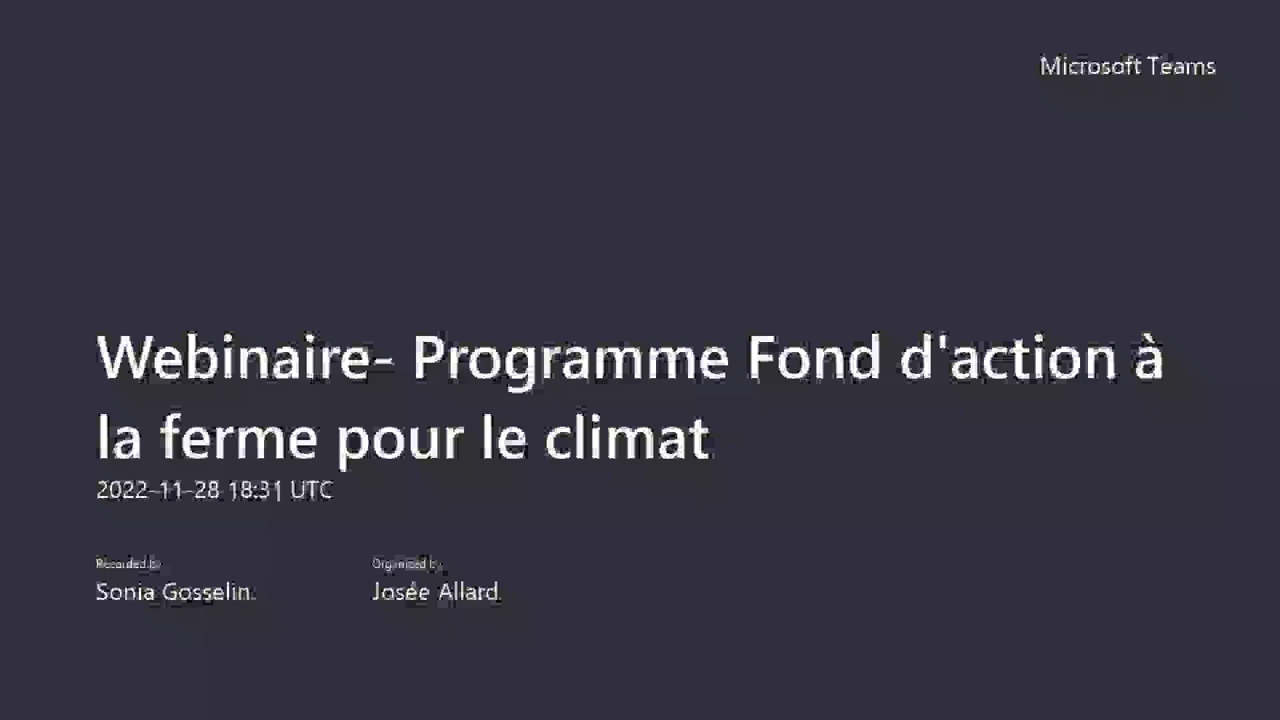 Microsoft Teams
Webinaire- Programme Fond d'action à
la ferme pour le climat
2022-11-28 18:31 UTC
Recorded by
Organized by
Sonia Gosselin
Josée Allard